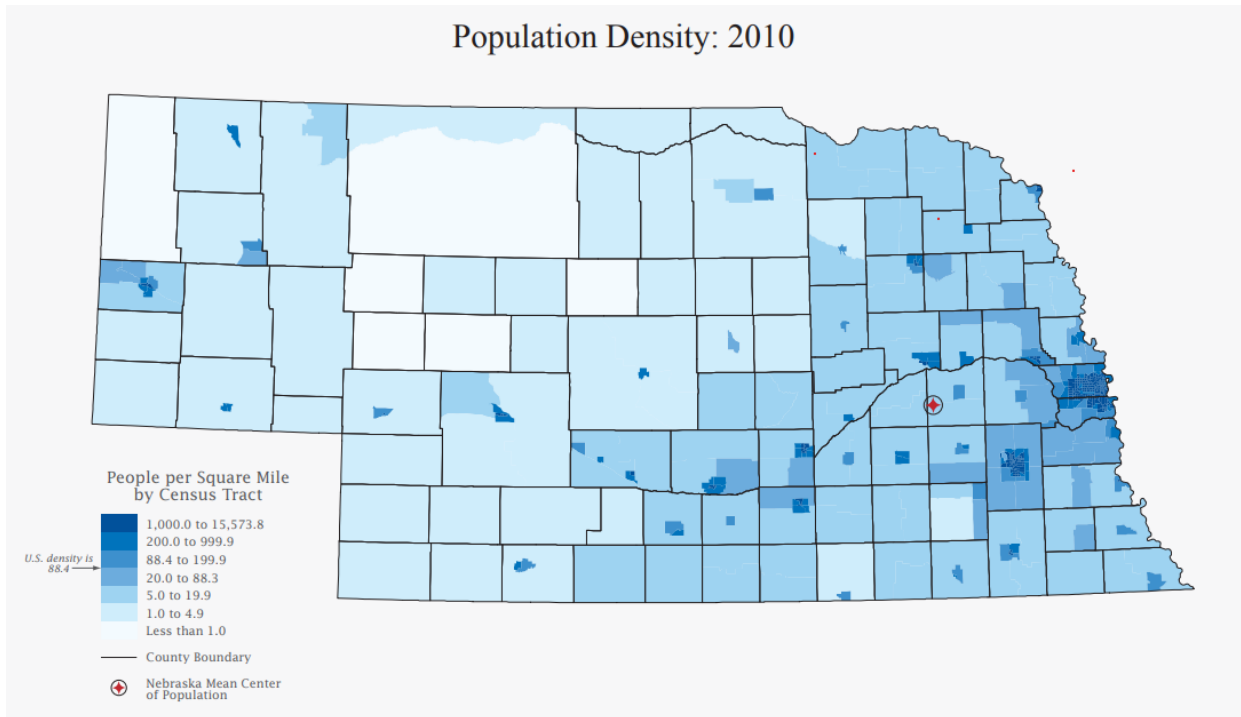 Population Density: 2010
People per Square Mile
by Census Tract
1,000.0 to 15,573.8
200.0 to 999.9
U.S. density is
88.4
88.4 to 199.9
20.0 to 88.3
5.0 to 19.9
1.0 to 4.9
Less than 1.0
County Boundary
Nebraska Mean Center
of Population